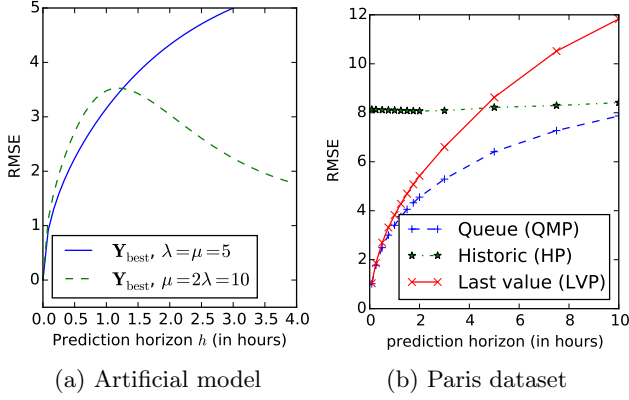 5
4
3
2
1
0
RMSE
Y_best, λ=μ=5
Y_best, μ=2λ=10
0.0 0.5 1.0 1.5 2.0 2.5 3.0 3.5 4.0
Prediction horizon h (in hours)
(a) Artificial model
12
10
8
6
4
2
0
RMSE
Queue (QMP)
Historic (HP)
Last value (LVP)
0 2 4 6 8 10
prediction horizon (in hours)
(b) Paris dataset